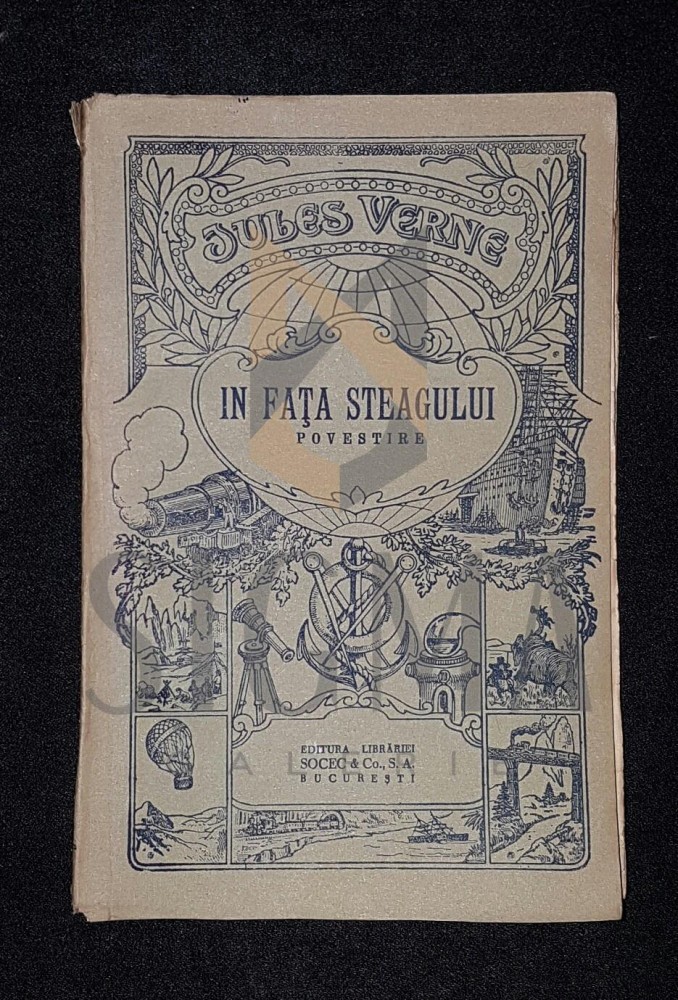 JULES VERNE
IN FAȚA STEAGULUI
POVESTIRE
EDITURA LIBRĂRIEI
SOCEC & Co., S. A.
BUCUREȘTI